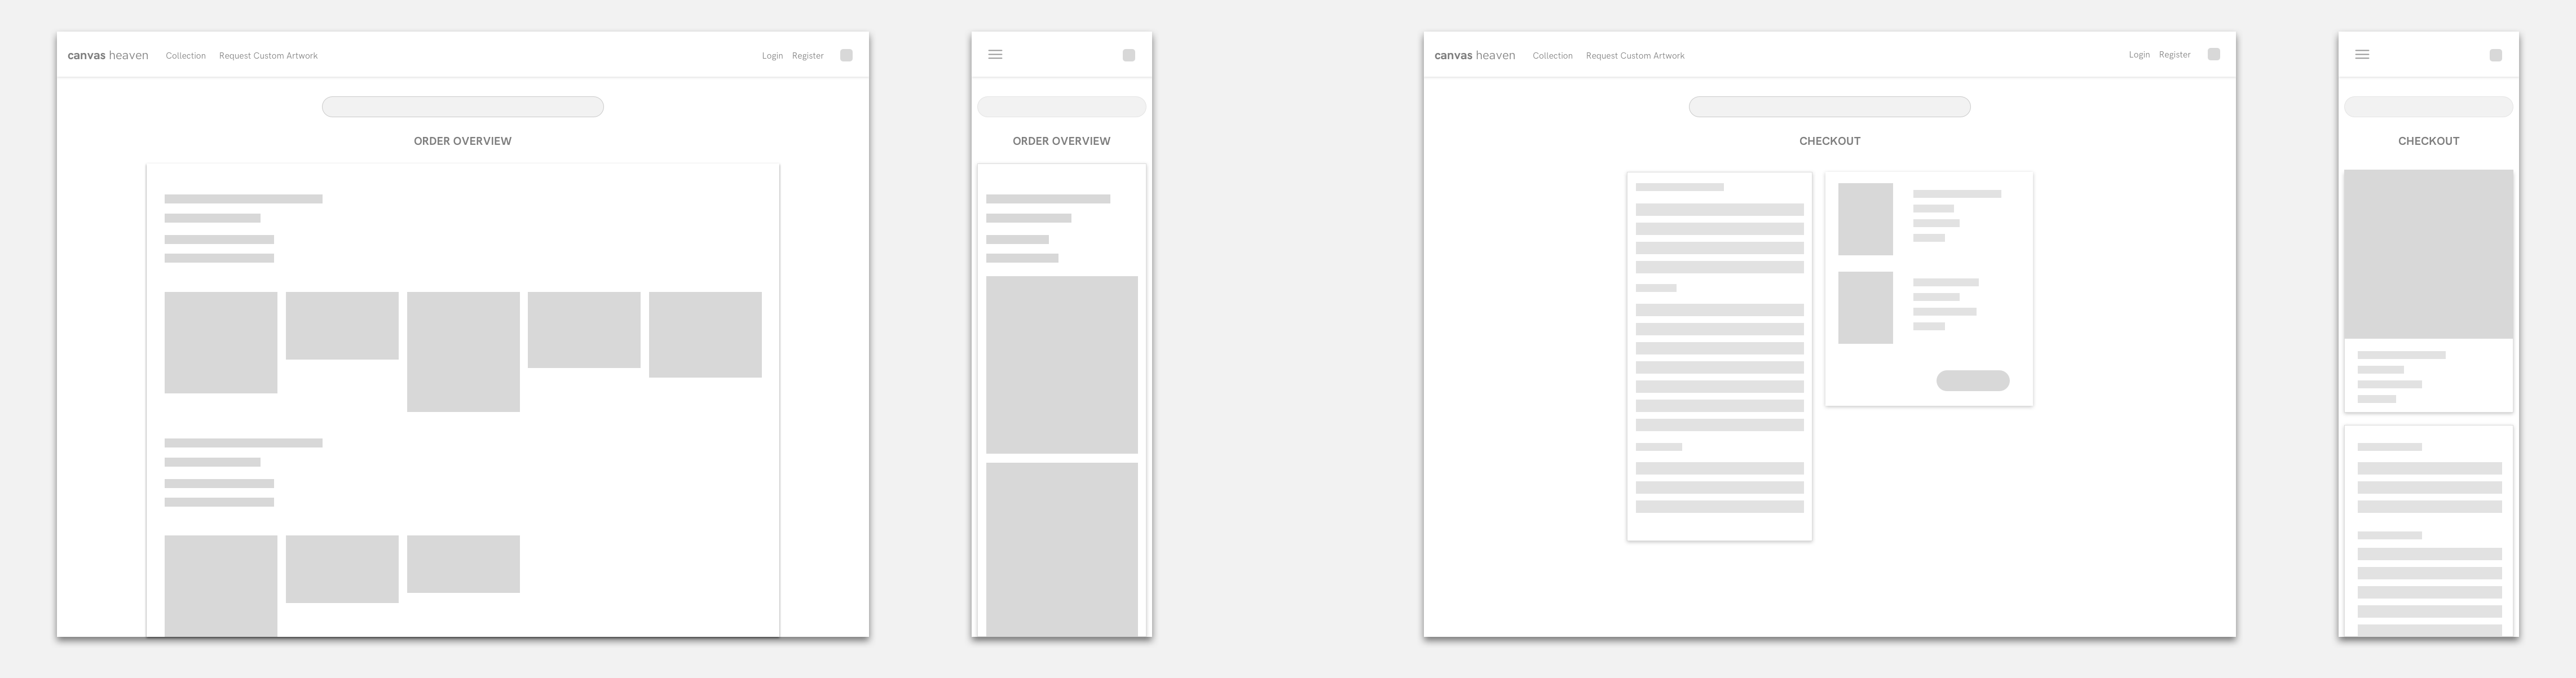 canvas heaven Collection Request Custom Artwork Login Register
ORDER OVERVIEW
ORDER OVERVIEW
canvas heaven Collection Request Custom Artwork Login Register
CHECKOUT
CHECKOUT